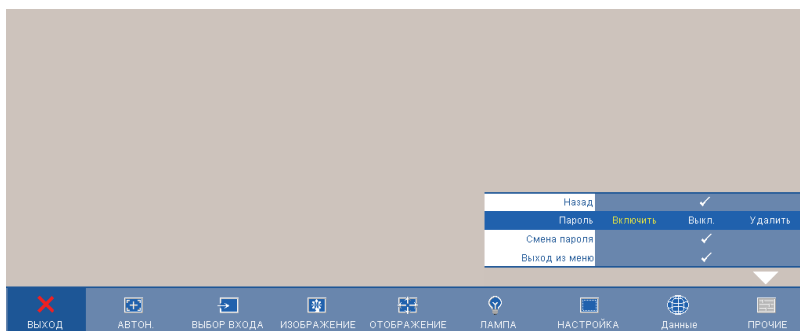 Назад
Пароль Включить Выкл. Удалить
Смена пароля
Выход из меню
ВЫХОД АВТОН. ВЫБОР ВХОДА ИЗОБРАЖЕНИЕ ОТОБРАЖЕНИЕ ЛАМПА НАСТРОЙКА Данные ПРОЧИЕ